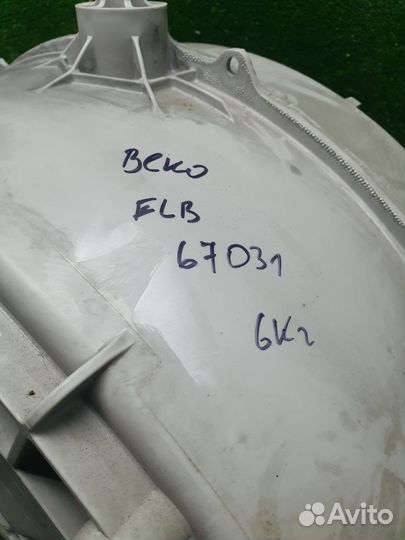 Beko
ELB
67031
6Kг
Avito